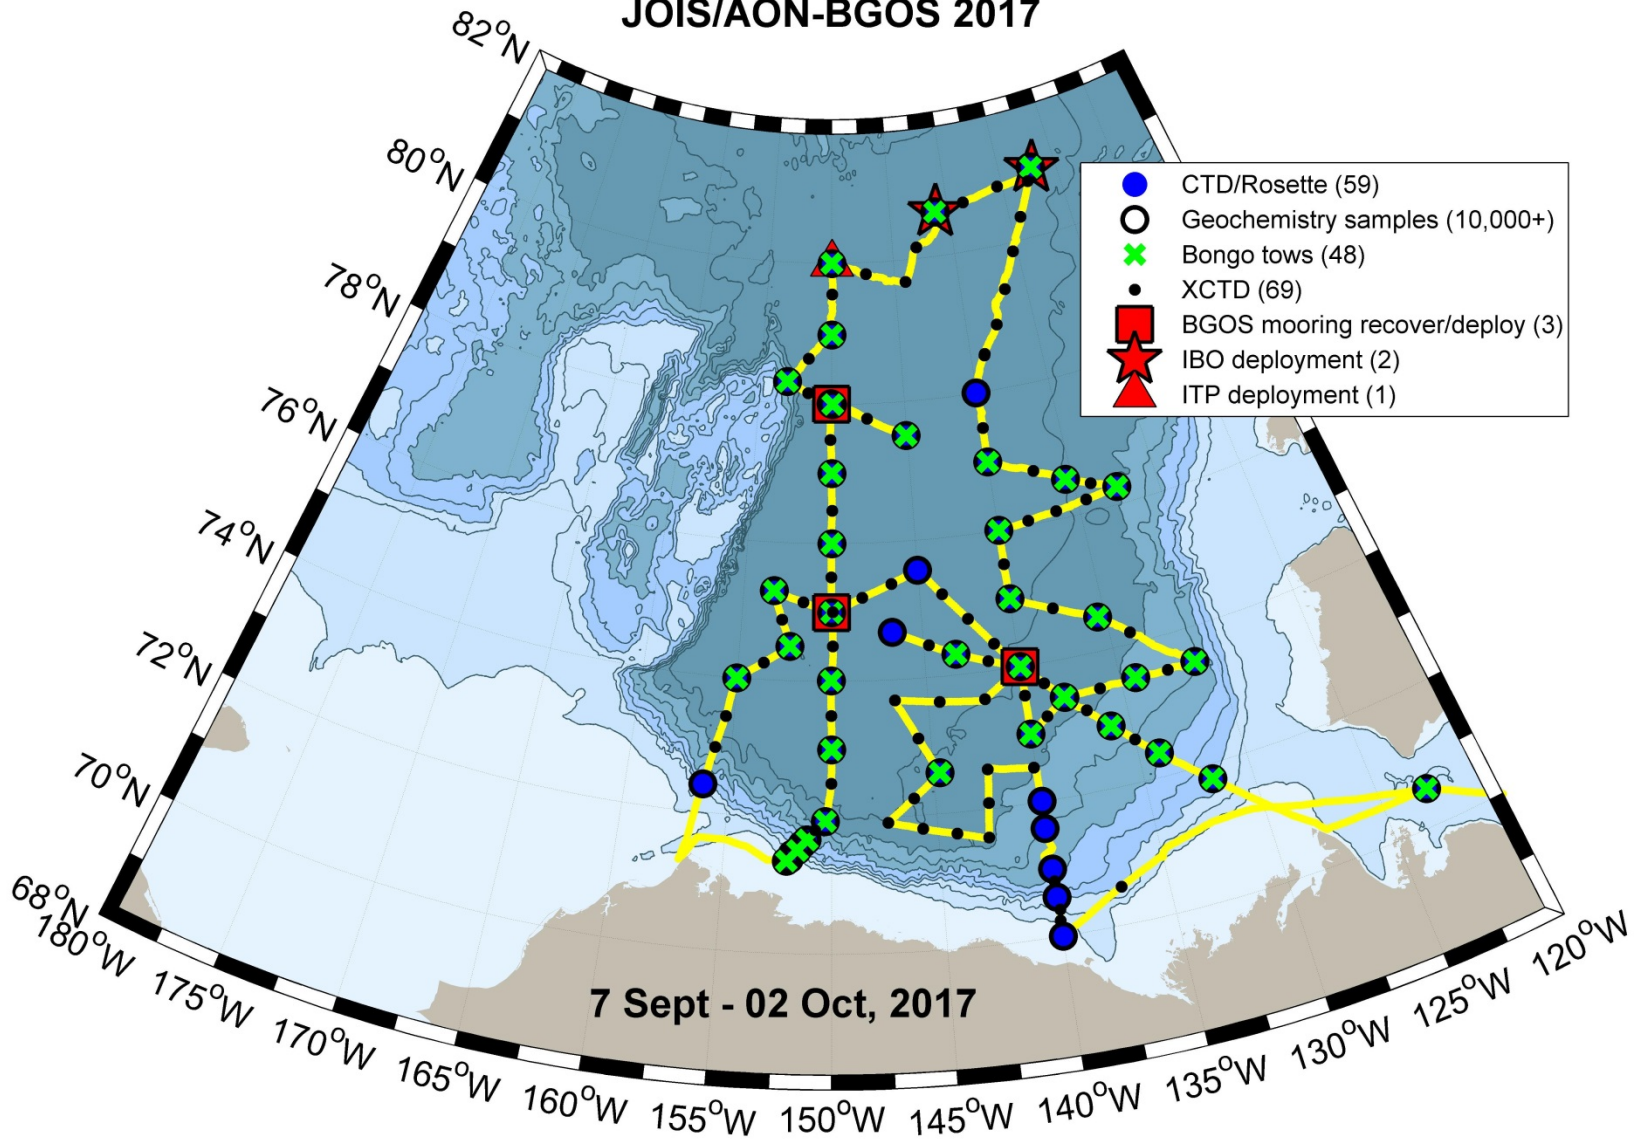 JOIS/AON-BGOS 2017
82°N
80°N
78°N
76°N
74°N
72°N
70°N
68°N
CTD/Rosette (59)
Geochemistry samples (10,000+)
Bongo tows (48)
XCTD (69)
BGOS mooring recover/deploy (3)
IBO deployment (2)
ITP deployment (1)
7 Sept - 02 Oct, 2017
180°W
175°W
170°W
165°W
160°W
155°W
150°W
145°W
140°W
135°W
130°W
125°W
120°W